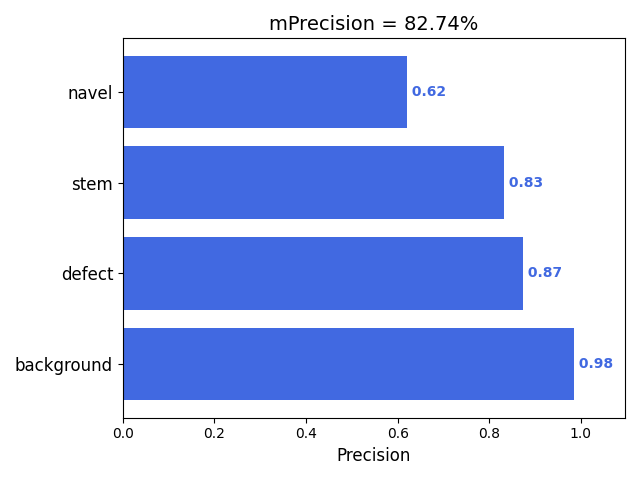 mPrecision = 82.74%
navel
0.62
stem
0.83
defect
0.87
background
0.98
0.0 0.2 0.4 0.6 0.8 1.0
Precision